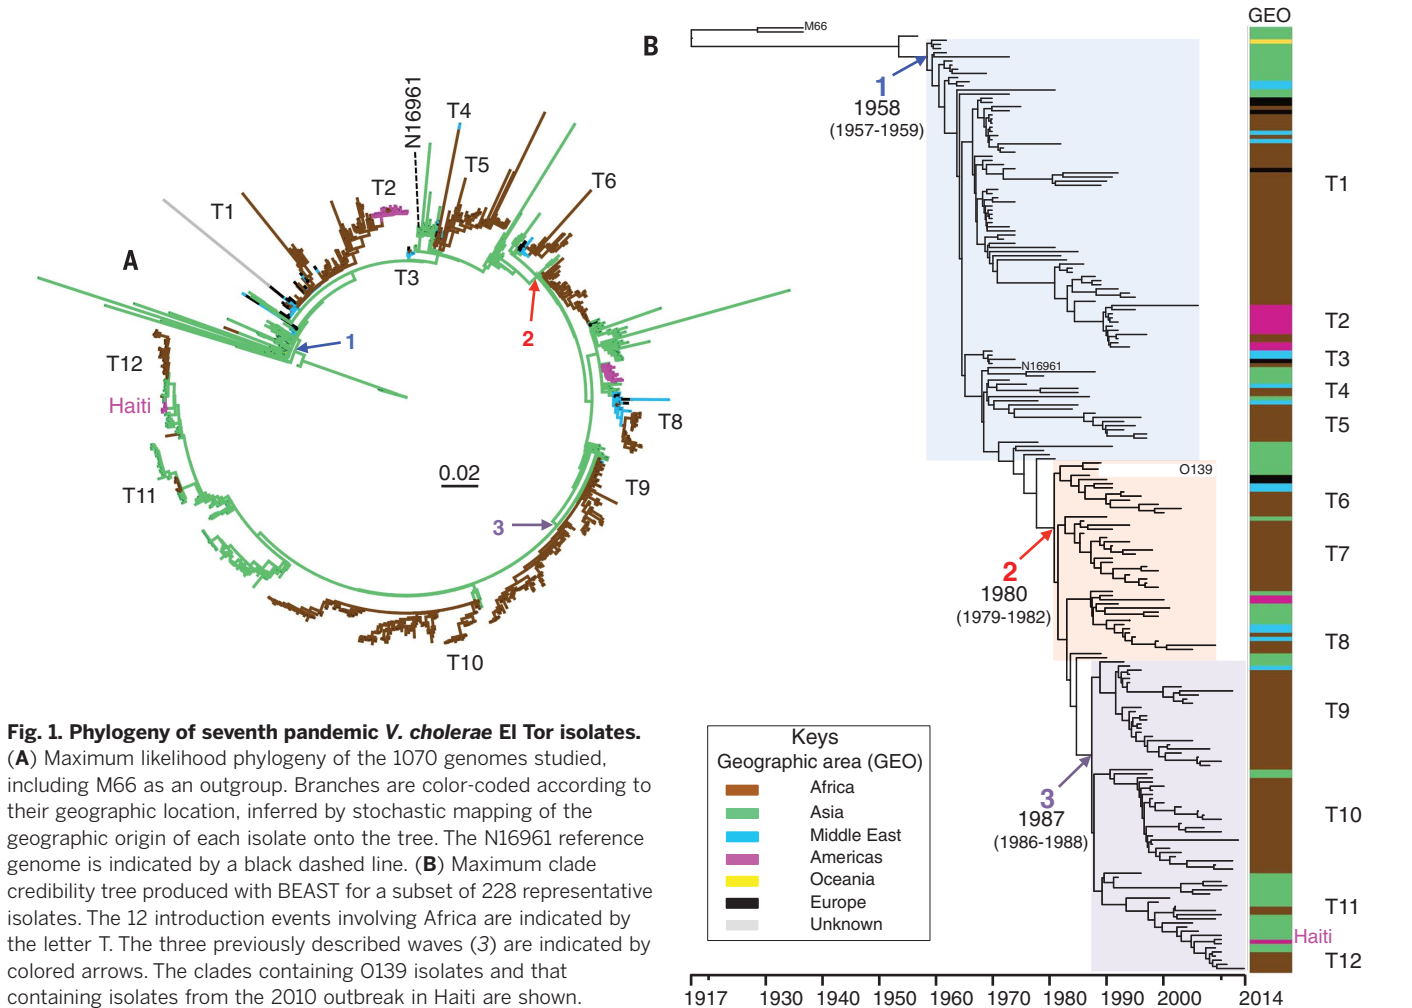 A
T1
T2
T3
N16961
T4
T5
T6
1
2
T12
Haiti
T11
0.02
3
T8
T9
T10
B
M66
1
1958
(1957-1959)
N16961
O139
2
1980
(1979-1982)
3
1987
(1986-1988)
GEO
T1
T2
T3
T4
T5
T6
T7
T8
T9
T10
T11
Haiti
T12
1917
1930
1940
1950
1960
1970
1980
1990
2000
2014
Keys
Geographic area (GEO)
Africa
Asia
Middle East
Americas
Oceania
Europe
Unknown
Fig. 1. Phylogeny of seventh pandemic V. cholerae El Tor isolates.
(A) Maximum likelihood phylogeny of the 1070 genomes studied,
including M66 as an outgroup. Branches are color-coded according to
their geographic location, inferred by stochastic mapping of the
geographic origin of each isolate onto the tree. The N16961 reference
genome is indicated by a black dashed line. (B) Maximum clade
credibility tree produced with BEAST for a subset of 228 representative
isolates. The 12 introduction events involving Africa are indicated by
the letter T. The three previously described waves (3) are indicated by
colored arrows. The clades containing O139 isolates and that
containing isolates from the 2010 outbreak in Haiti are shown.